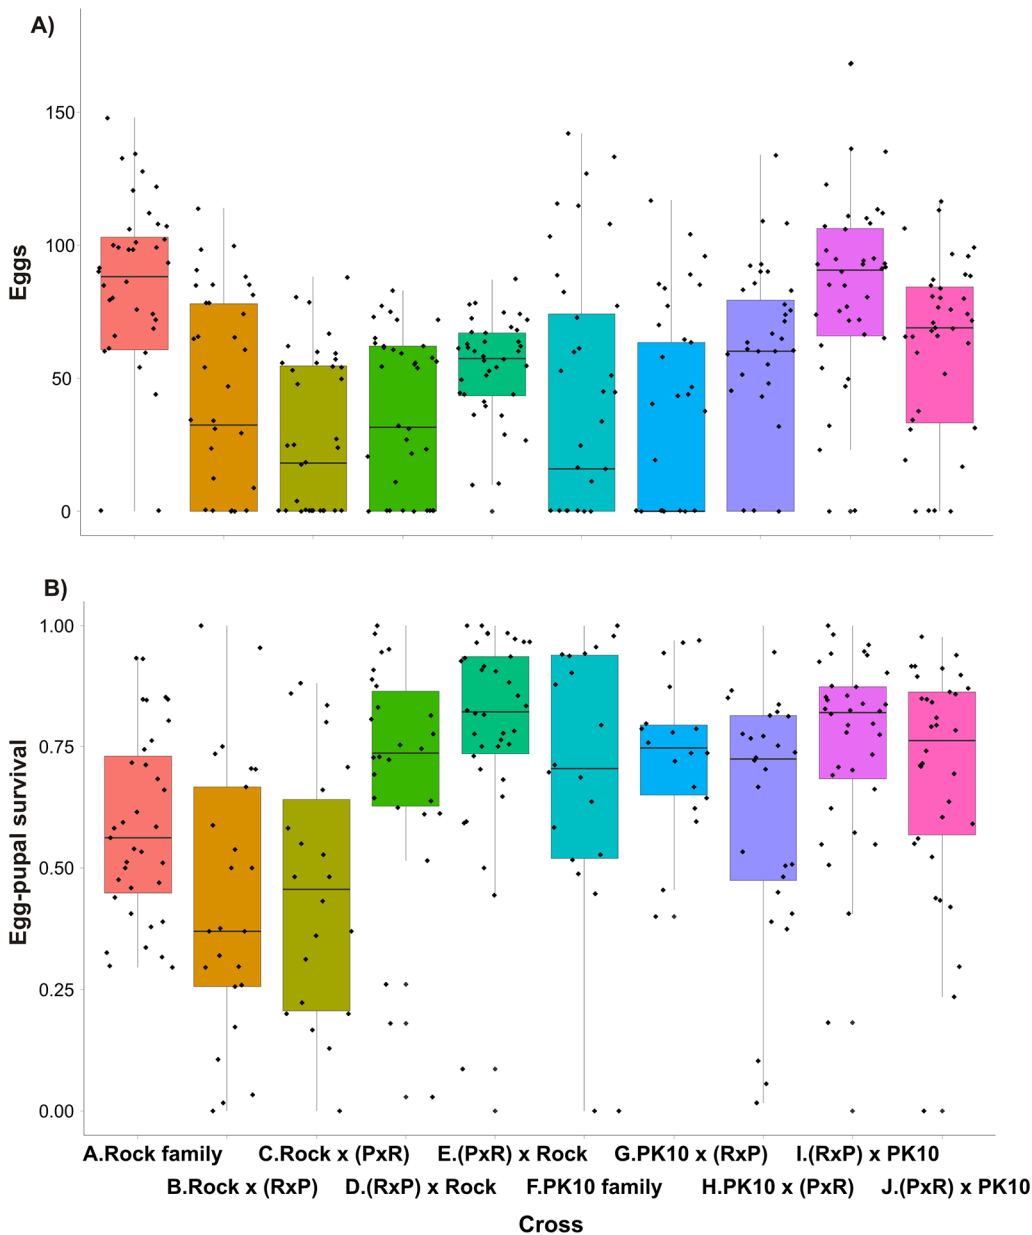 A)
150
100
50
0
Eggs
B)
1.00
0.75
0.50
0.25
0.00
Egg-pupal survival
A.Rock family C.Rock x (PxR) E.(PxR) x Rock G.PK10 x (RxP) I.(RxP) x PK10
B.Rock x (RxP) D.(RxP) x Rock F.PK10 family H.PK10 x (PxR) J.(PxR) x PK10
Cross